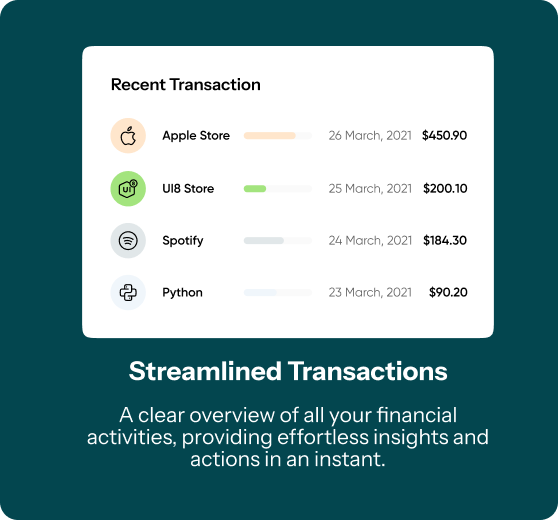 Recent Transaction
Apple Store 26 March, 2021 $450.90
UI8 Store 25 March, 2021 $200.10
Spotify 24 March, 2021 $184.30
Python 23 March, 2021 $90.20
Streamlined Transactions
A clear overview of all your financial
activities, providing effortless insights and
actions in an instant.